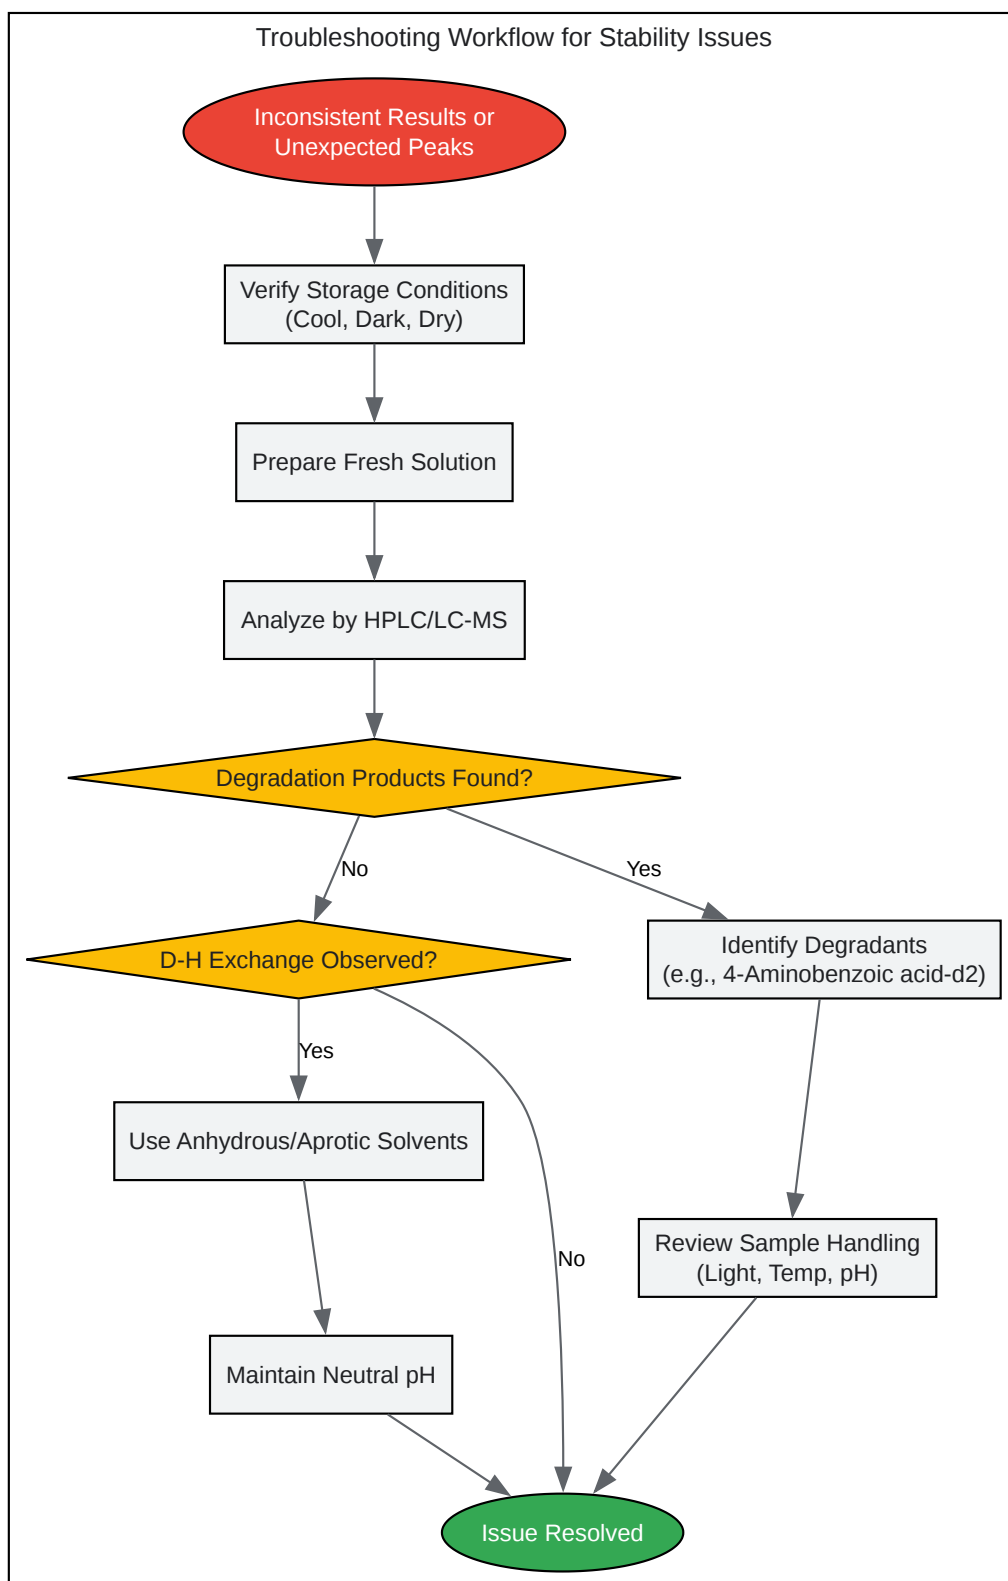 Troubleshooting Workflow for Stability Issues
Inconsistent Results or
Unexpected Peaks
Verify Storage Conditions
(Cool, Dark, Dry)
Prepare Fresh Solution
Analyze by HPLC/LC-MS
Degradation Products Found?
No
Yes
D-H Exchange Observed?
Identify Degradants
(e.g., 4-Aminobenzoic acid-d2)
Yes
Use Anhydrous/Aprotic Solvents
Review Sample Handling
(Light, Temp, pH)
No
Maintain Neutral pH
Issue Resolved